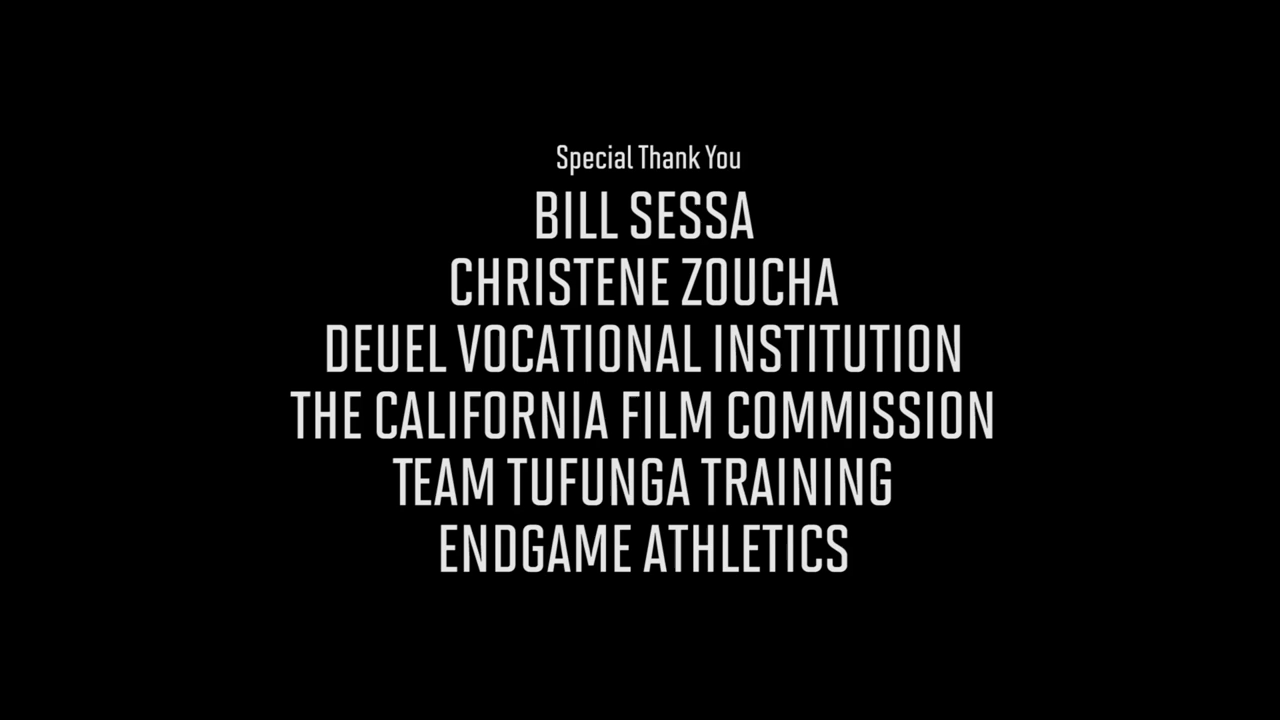 Special Thank You
BILL SESSA
CHRISTENE ZOUCHA
DEUEL VOCATIONAL INSTITUTION
THE CALIFORNIA FILM COMMISSION
TEAM TUFUNGA TRAINING
ENDGAME ATHLETICS